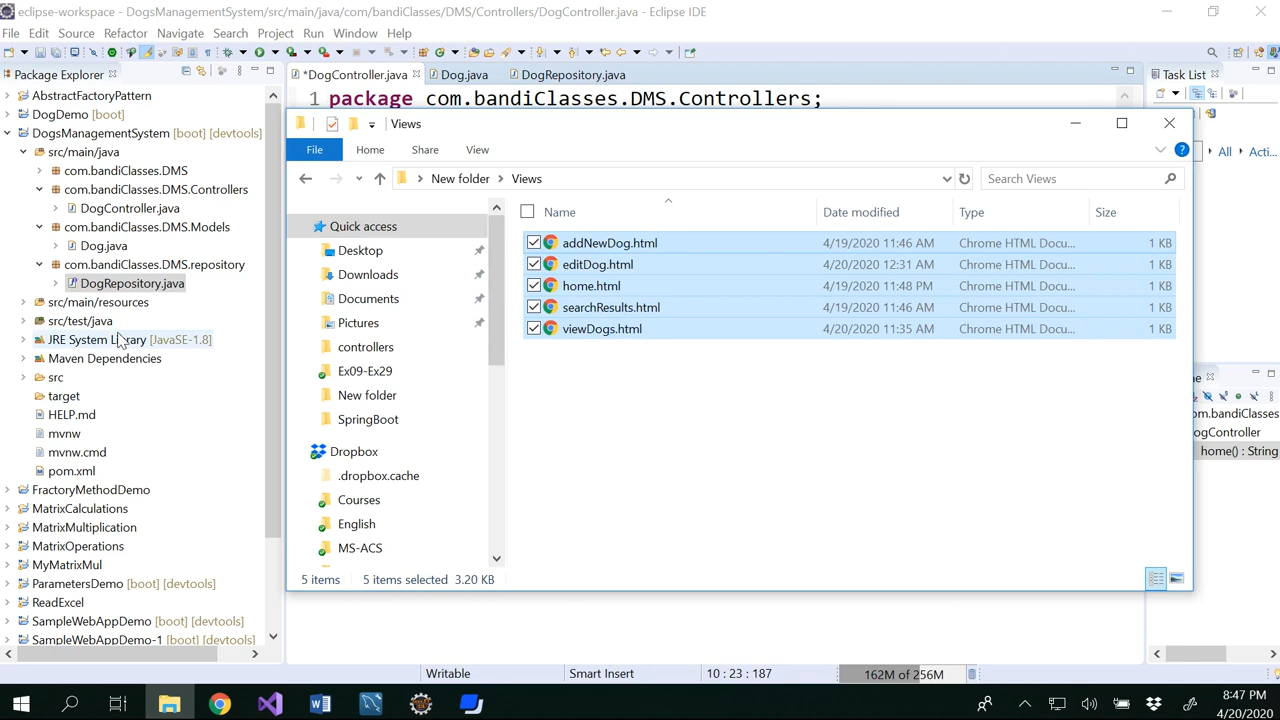 eclipse-workspace - DogsManagementSystem/src/main/java/com/bandiClasses/DMS/Controllers/DogController.java - Eclipse IDE
File Edit Source Refactor Navigate Search Project Run Window Help
Package Explorer
*DogController.java Dog.java DogRepository.java
Task List
1 package com.bandiClasses.DMS.Controllers;
AbstractFactoryPattern
DogDemo [boot]
DogsManagementSystem [boot] [devtools]
src/main/java
com.bandiClasses.DMS
com.bandiClasses.DMS.Controllers
DogController.java
com.bandiClasses.DMS.Models
Dog.java
com.bandiClasses.DMS.repository
DogRepository.java
src/main/resources
src/test/java
JRE System Library [JavaSE-1.8]
Maven Dependencies
src
target
HELP.md
mvnw
mvnw.cmd
pom.xml
FractoryMethodDemo
MatrixCalculations
MatrixMultiplication
MatrixOperations
MyMatrixMul
ParametersDemo [boot] [devtools]
ReadExcel
SampleWebAppDemo [boot] [devtools]
SampleWebAppDemo-1 [boot] [devtools]
Views
File Home Share View
New folder Views
Search Views
Quick access
Desktop
Downloads
Documents
Pictures
controllers
Ex09-Ex29
New folder
SpringBoot
Dropbox
.dropbox.cache
Courses
English
MS-ACS
Name Date modified Type Size
addNewDog.html 4/19/2020 11:46 AM Chrome HTML Docu... 1 KB
editDog.html 4/20/2020 12:31 AM Chrome HTML Docu... 1 KB
home.html 4/19/2020 11:48 PM Chrome HTML Docu... 1 KB
searchResults.html 4/19/2020 11:46 AM Chrome HTML Docu... 1 KB
viewDogs.html 4/20/2020 11:35 AM Chrome HTML Docu... 1 KB
5 items 5 items selected 3.20 KB
All Acti...
ne
om.bandiClasses
ogController
home() : String
Writable Smart Insert 10 : 23 : 187 162M of 256M
8:47 PM
4/20/2020